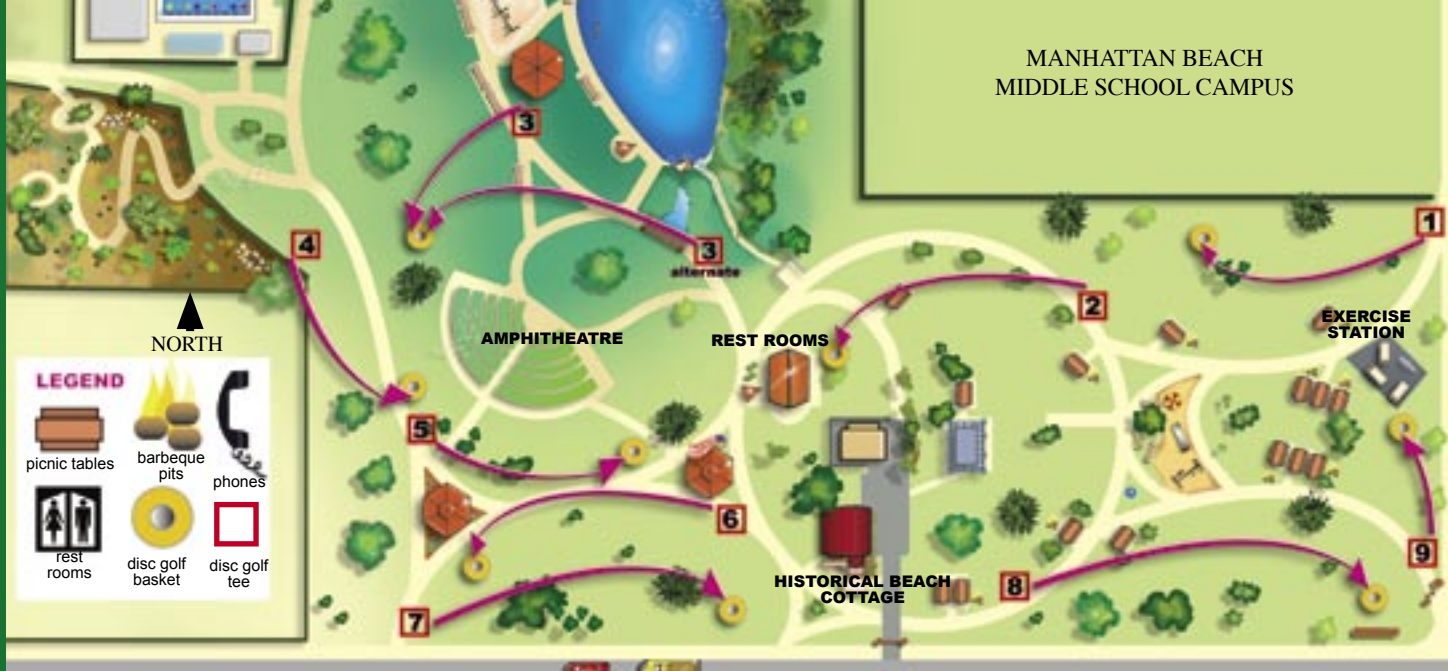 MANHATTAN BEACH
MIDDLE SCHOOL CAMPUS
3
1
4
3
alternate
2
EXERCISE
STATION
AMPHITHEATRE
REST ROOMS
NORTH
LEGEND
picnic tables
barbeque
pits
phones
rest
rooms
disc golf
basket
disc golf
tee
5
6
9
HISTORICAL BEACH
COTTAGE
8
7